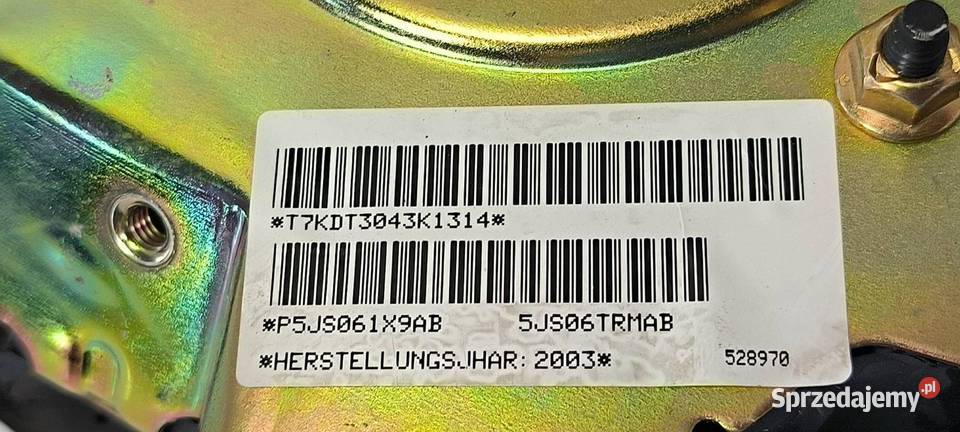 *T7KDT3043K1314*
*P5JS061X9AB 5JS06TRMAB
*HERSTELLUNGSJHAR: 2003* 528970
Sprzedajemy.pl